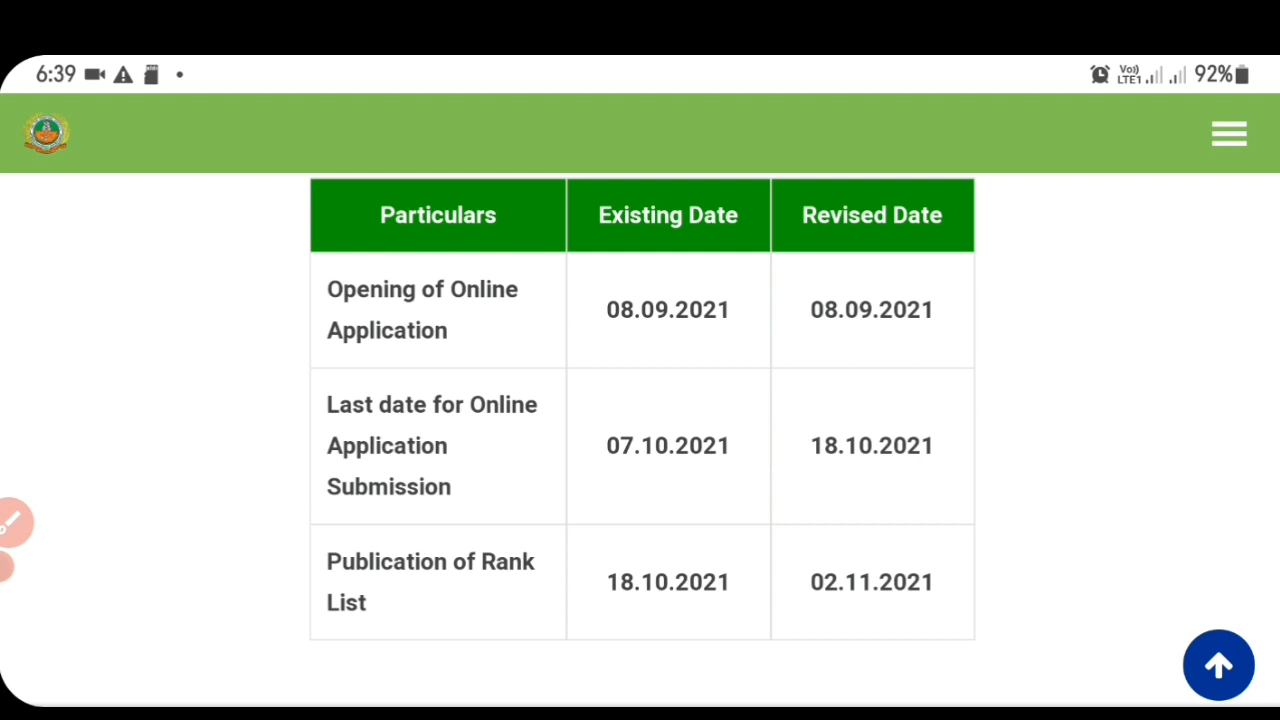 6:39 Vo)) LTE1 92%
Particulars Existing Date Revised Date
Opening of Online
Application
08.09.2021 08.09.2021
Last date for Online
Application
Submission
07.10.2021 18.10.2021
Publication of Rank
List
18.10.2021 02.11.2021